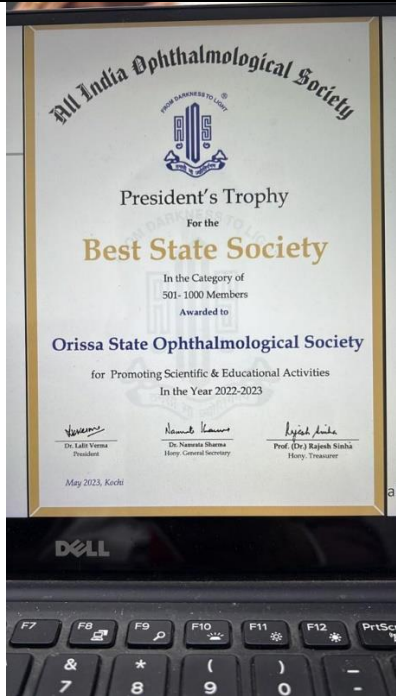 All India Ophthalmological Society
FROM DARKNESS TO LIGHT
®
AIOS
President's Trophy
For the
Best State Society
In the Category of
501- 1000 Members
Awarded to
Orissa State Ophthalmological Society
for Promoting Scientific & Educational Activities
In the Year 2022-2023
Dr. Lalit Verma
President
Dr. Namrata Sharma
Hony. General Secretary
Prof. (Dr.) Rajesh Sinha
Hony. Treasurer
May 2023, Kochi
a
DELL
F7 F8 F9 F10 F11 F12 PrtSc
& * ( ) _
7 8 9 0 -